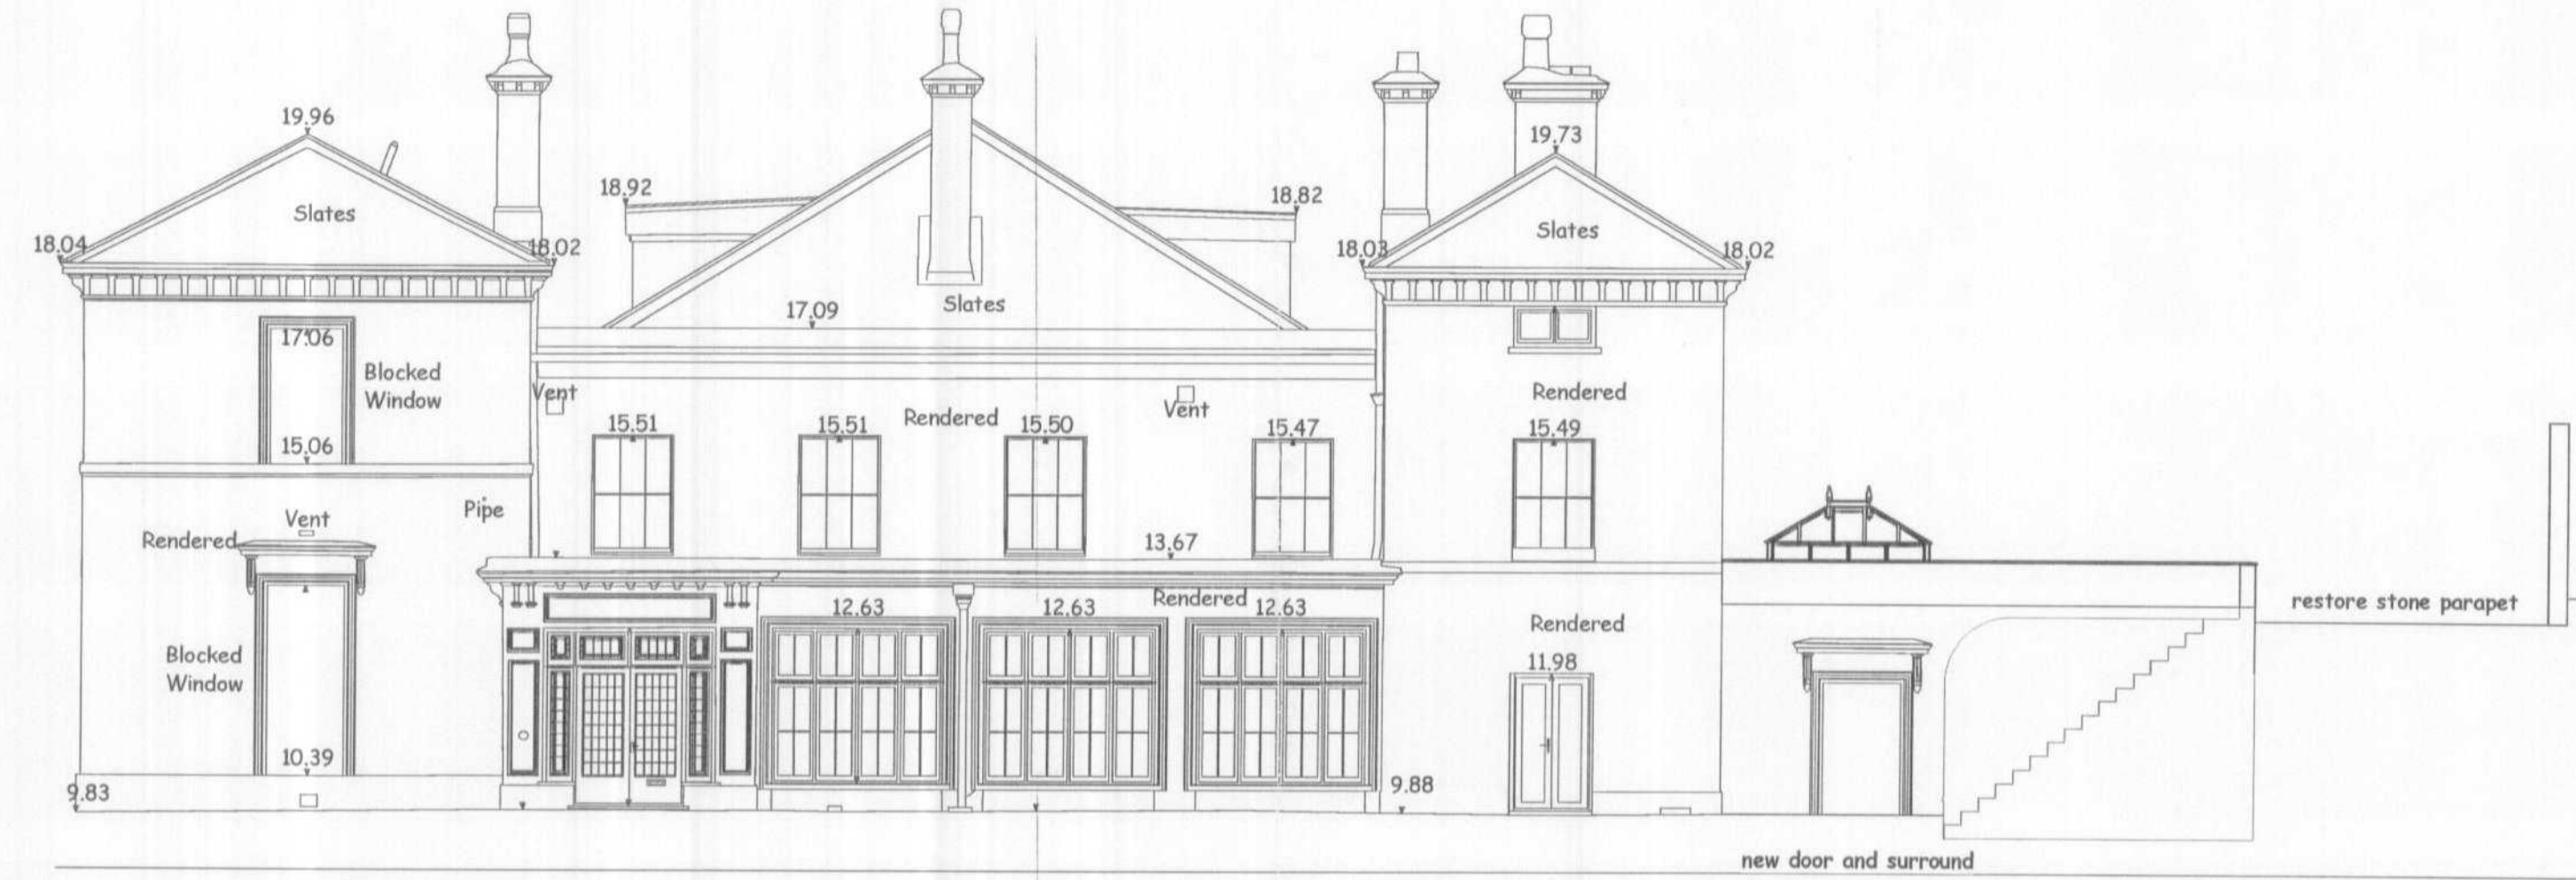 19.96
19.73
18.92
18.82
Slates
Slates
18.04
18.02
18.03
18.02
Slates
17.09
17.06
Blocked
Window
Vent
Rendered
Vent
Rendered
15.51
15.51
15.50
15.47
15.49
15.06
Pipe
Vent
Rendered
13.67
Rendered
12.63
12.63
12.63
restore stone parapet
Rendered
Blocked
Window
11.98
10.39
9.83
9.88
new door and surround